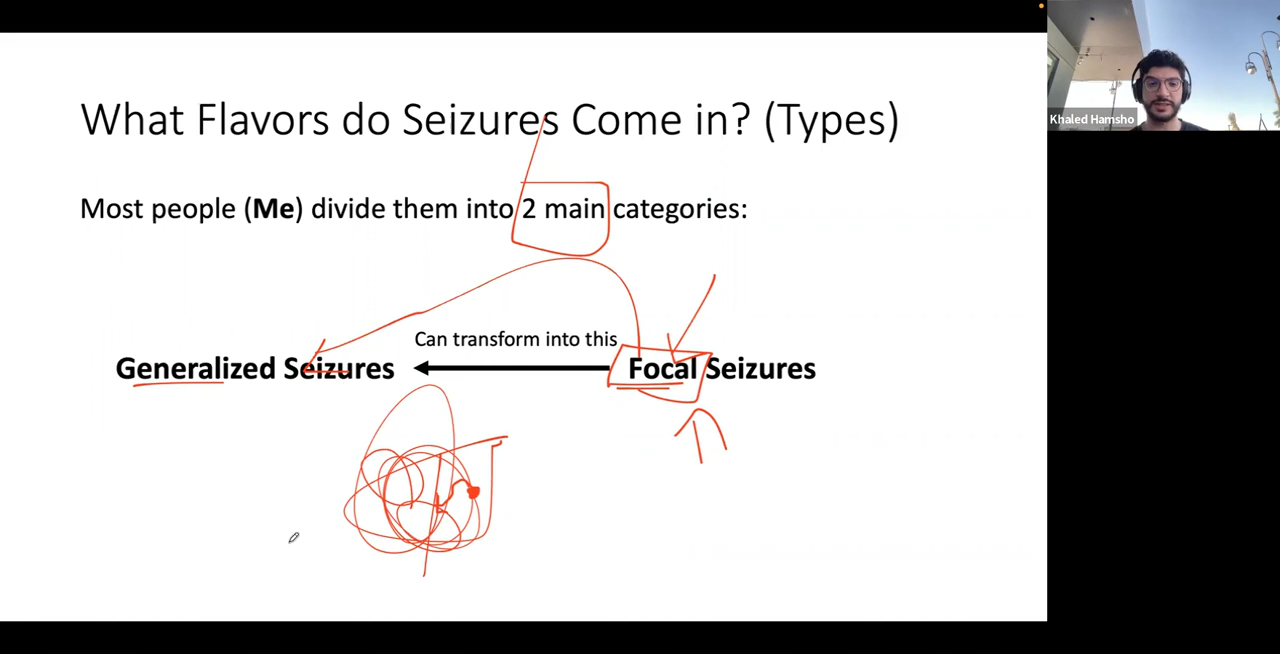 What Flavors do Seizures Come in? (Types)
Most people (Me) divide them into 2 main categories:
Can transform into this
Generalized Seizures
Focal Seizures
Khaled Hamsho